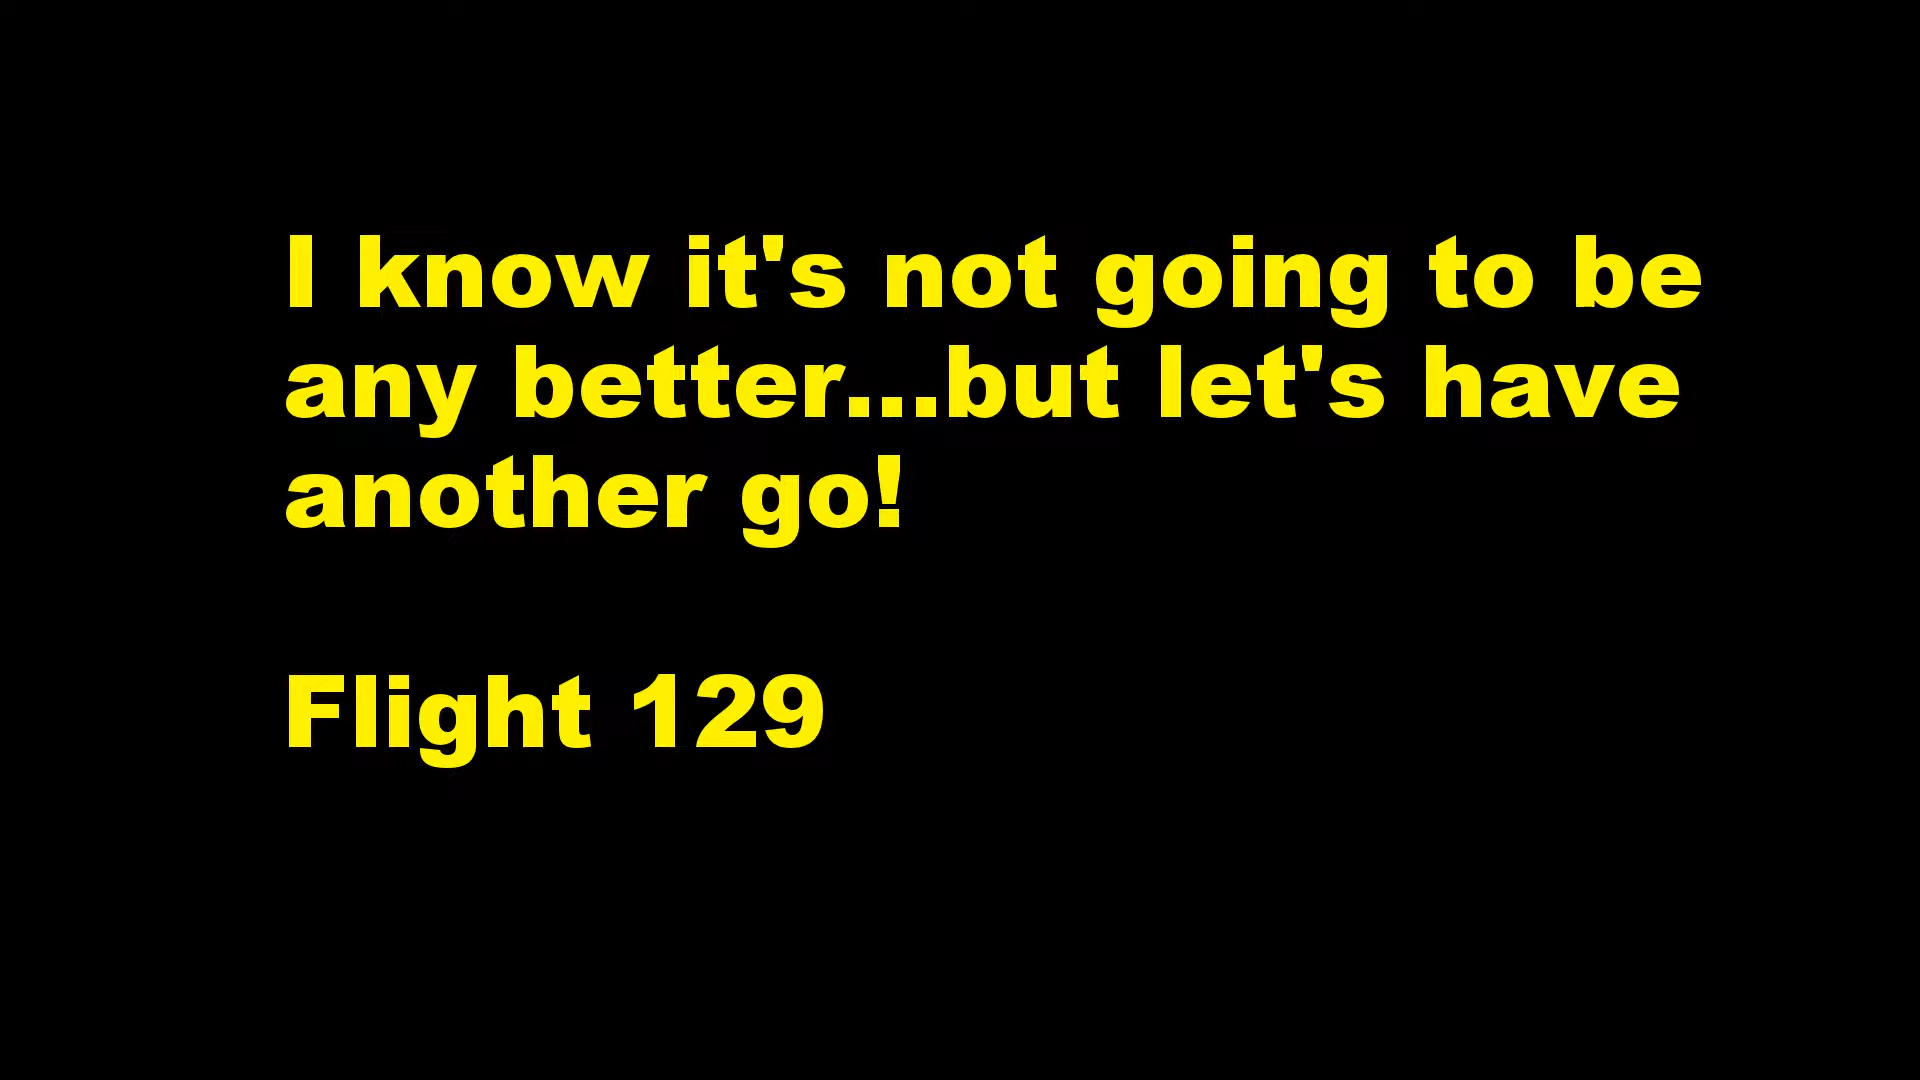 I know it's not going to be
any better...but let's have
another go!
Flight 129